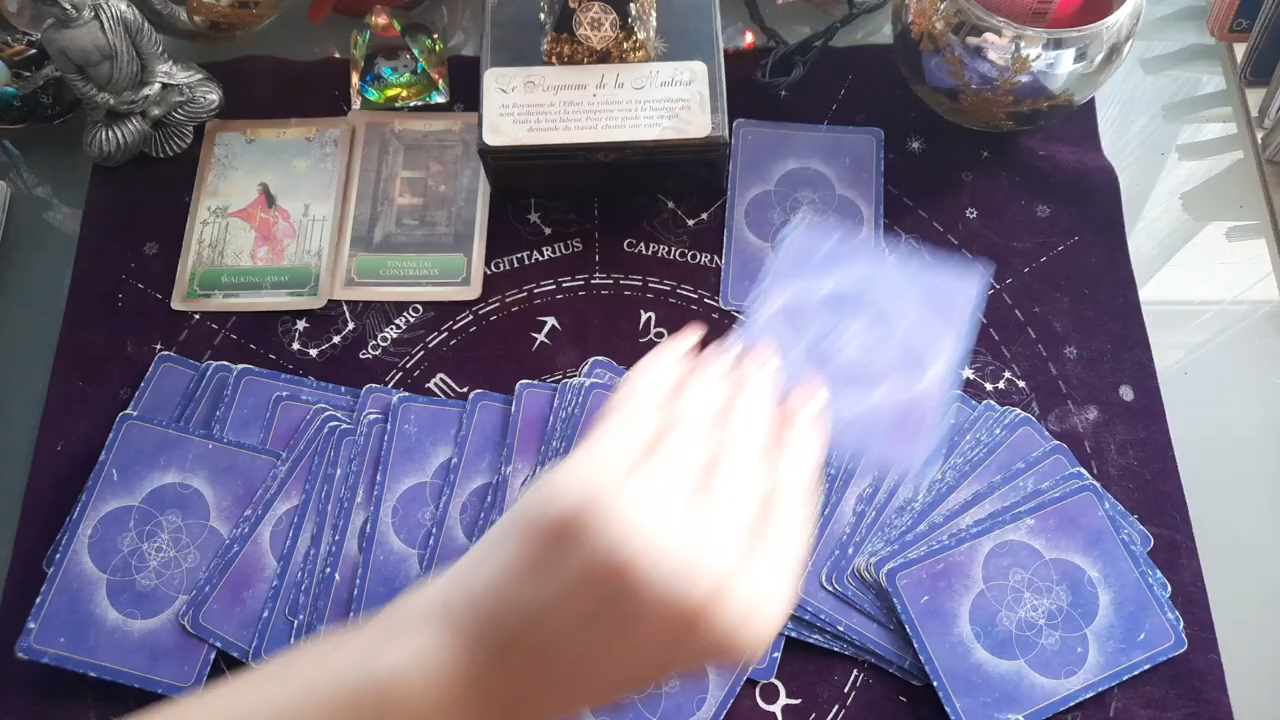 Le Royaume de la Maîtrise
Au Royaume de l'Effort, ta volonté et ta persévérance
sont sollicitées et la récompense sera à la hauteur des
fruits de ton labeur. Pour être guidé sur ce qui
demande du travail, choisis une carte
27
WALKING AWAY
FINANCIAL
CONSTRAINTS
SAGITTARIUS
CAPRICORN
SCORPIO